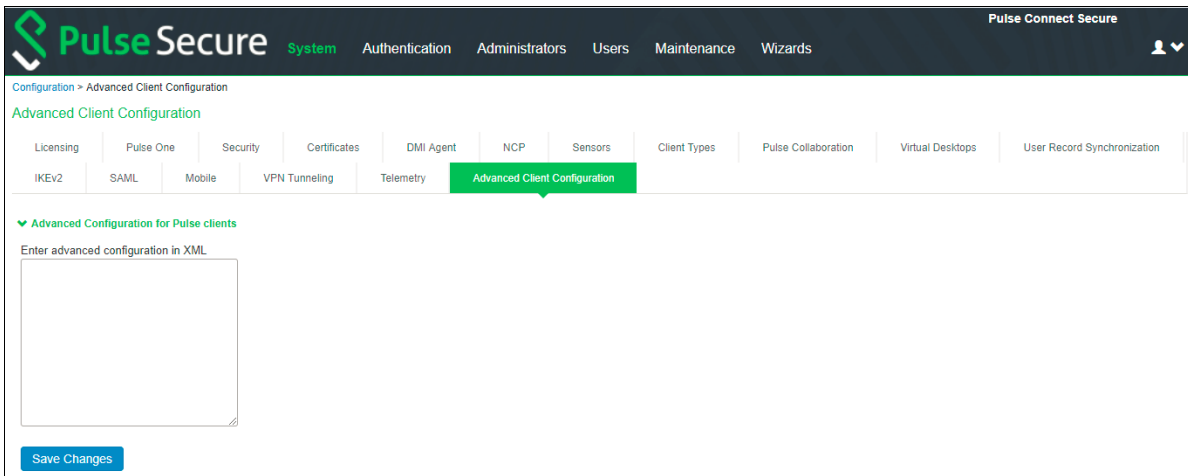 Pulse Connect Secure
Pulse Secure System Authentication Administrators Users Maintenance Wizards
Configuration > Advanced Client Configuration
Advanced Client Configuration
Licensing Pulse One Security Certificates DMI Agent NCP Sensors Client Types Pulse Collaboration Virtual Desktops User Record Synchronization
IKEv2 SAML Mobile VPN Tunneling Telemetry Advanced Client Configuration
Advanced Configuration for Pulse clients
Enter advanced configuration in XML
Save Changes